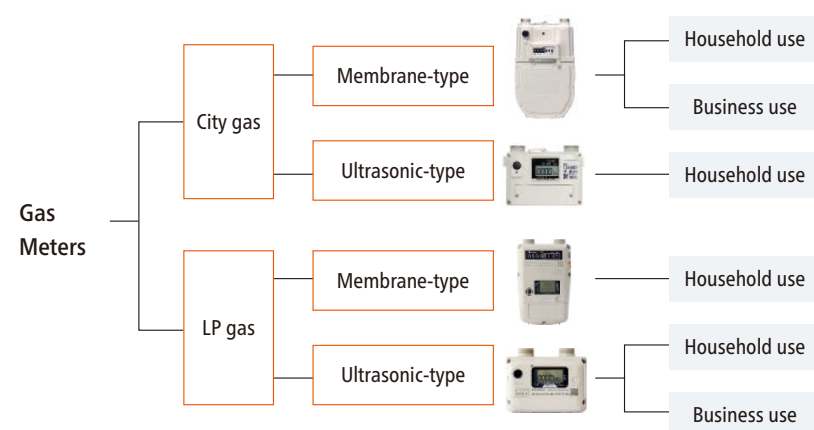 Gas
Meters
City gas
Membrane-type
Household use
Business use
Ultrasonic-type
Household use
LP gas
Membrane-type
Household use
Ultrasonic-type
Household use
Business use